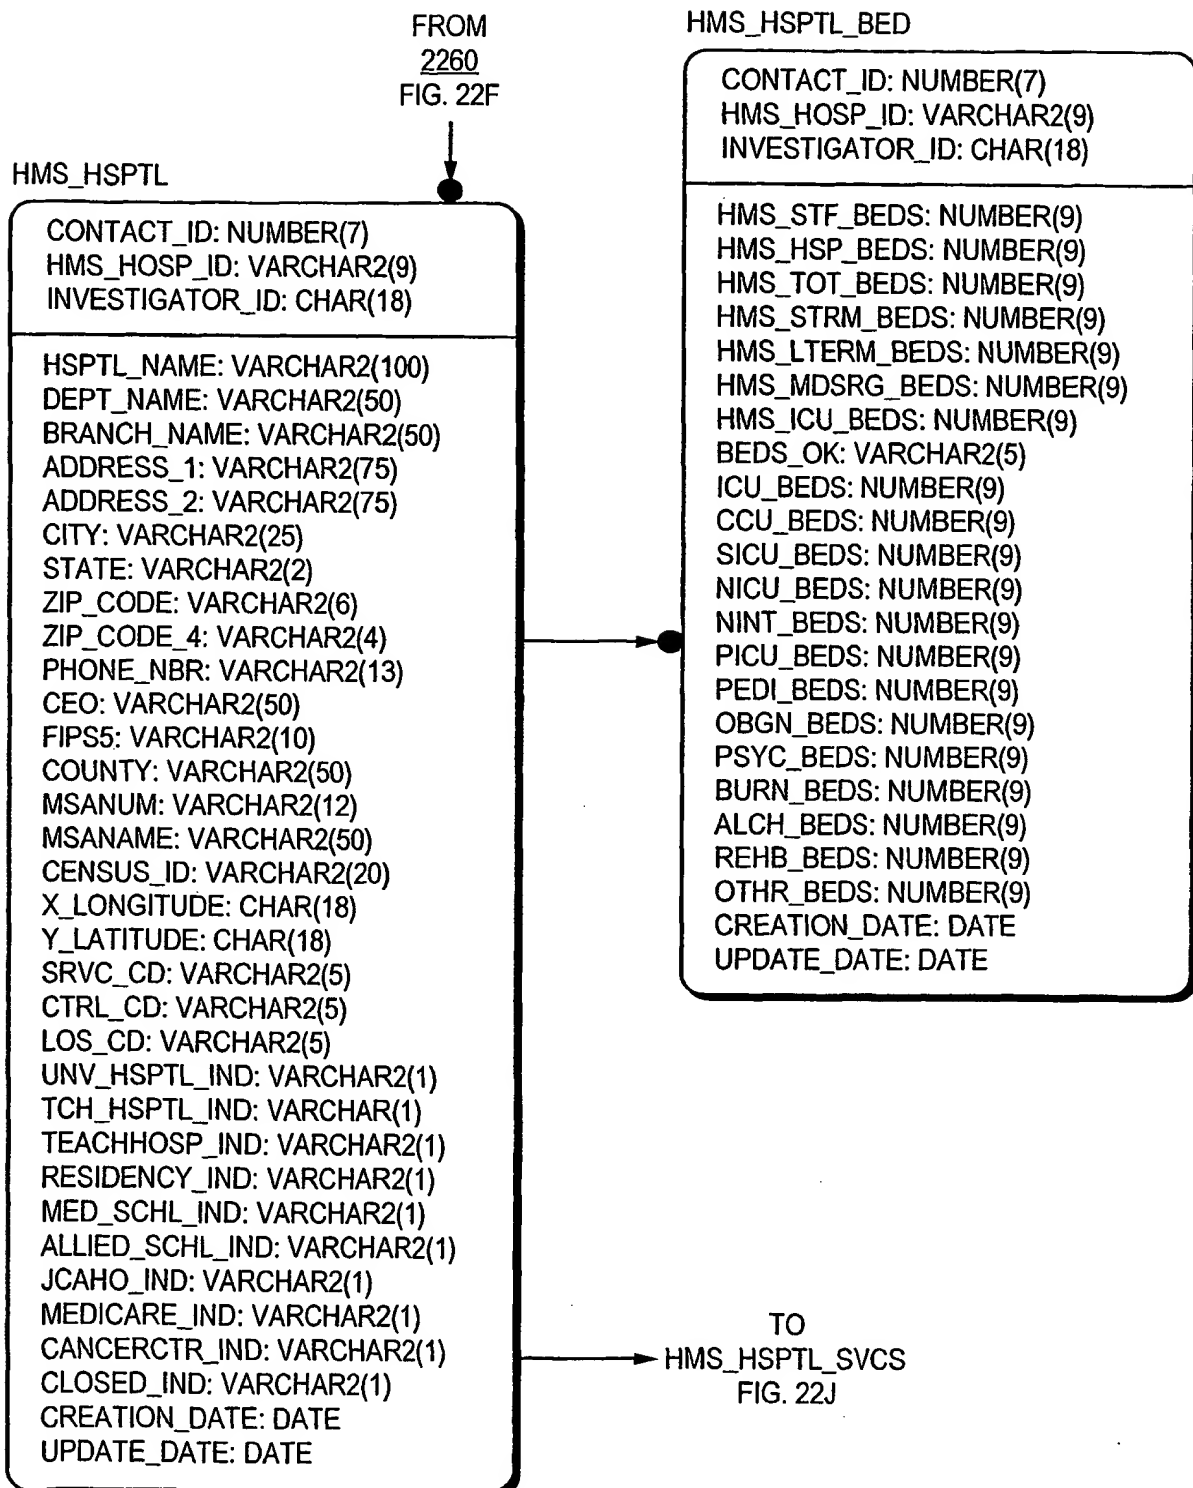 FROM
2260
FIG. 22F
HMS_HSPTL
CONTACT_ID: NUMBER(7)
HMS_HOSP_ID: VARCHAR2(9)
INVESTIGATOR_ID: CHAR(18)
HSPTL_NAME: VARCHAR2(100)
DEPT_NAME: VARCHAR2(50)
BRANCH_NAME: VARCHAR2(50)
ADDRESS_1: VARCHAR2(75)
ADDRESS_2: VARCHAR2(75)
CITY: VARCHAR2(25)
STATE: VARCHAR2(2)
ZIP_CODE: VARCHAR2(6)
ZIP_CODE_4: VARCHAR2(4)
PHONE_NBR: VARCHAR2(13)
CEO: VARCHAR2(50)
FIPS5: VARCHAR2(10)
COUNTY: VARCHAR2(50)
MSANUM: VARCHAR2(12)
MSANAME: VARCHAR2(50)
CENSUS_ID: VARCHAR2(20)
X_LONGITUDE: CHAR(18)
Y_LATITUDE: CHAR(18)
SRVC_CD: VARCHAR2(5)
CTRL_CD: VARCHAR2(5)
LOS_CD: VARCHAR2(5)
UNV_HSPTL_IND: VARCHAR2(1)
TCH_HSPTL_IND: VARCHAR(1)
TEACHHOSP_IND: VARCHAR2(1)
RESIDENCY_IND: VARCHAR2(1)
MED_SCHL_IND: VARCHAR2(1)
ALLIED_SCHL_IND: VARCHAR2(1)
JCAHO_IND: VARCHAR2(1)
MEDICARE_IND: VARCHAR2(1)
CANCERCTR_IND: VARCHAR2(1)
CLOSED_IND: VARCHAR2(1)
CREATION_DATE: DATE
UPDATE_DATE: DATE
HMS_HSPTL_BED
CONTACT_ID: NUMBER(7)
HMS_HOSP_ID: VARCHAR2(9)
INVESTIGATOR_ID: CHAR(18)
HMS_STF_BEDS: NUMBER(9)
HMS_HSP_BEDS: NUMBER(9)
HMS_TOT_BEDS: NUMBER(9)
HMS_STRM_BEDS: NUMBER(9)
HMS_LTERM_BEDS: NUMBER(9)
HMS_MDSRG_BEDS: NUMBER(9)
HMS_ICU_BEDS: NUMBER(9)
BEDS_OK: VARCHAR2(5)
ICU_BEDS: NUMBER(9)
CCU_BEDS: NUMBER(9)
SICU_BEDS: NUMBER(9)
NICU_BEDS: NUMBER(9)
NINT_BEDS: NUMBER(9)
PICU_BEDS: NUMBER(9)
PEDI_BEDS: NUMBER(9)
OBGN_BEDS: NUMBER(9)
PSYC_BEDS: NUMBER(9)
BURN_BEDS: NUMBER(9)
ALCH_BEDS: NUMBER(9)
REHB_BEDS: NUMBER(9)
OTHR_BEDS: NUMBER(9)
CREATION_DATE: DATE
UPDATE_DATE: DATE
TO
HMS_HSPTL_SVCS
FIG. 22J